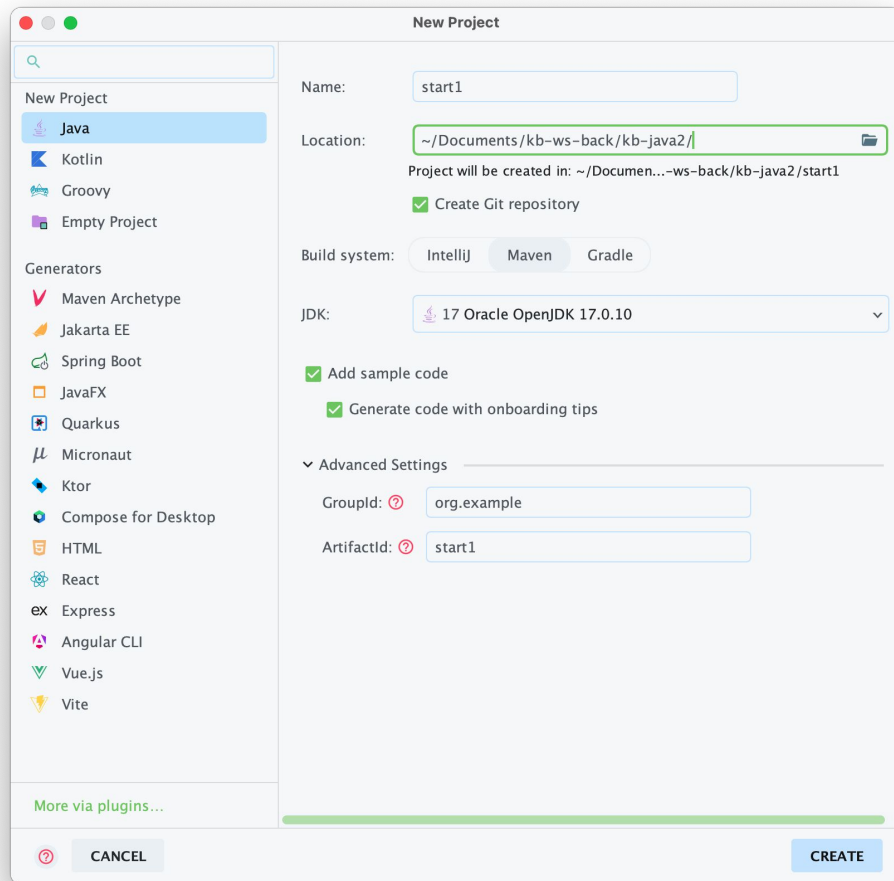 New Project
New Project
Java
Kotlin
Groovy
Empty Project
Generators
Maven Archetype
Jakarta EE
Spring Boot
JavaFX
Quarkus
Micronaut
Ktor
Compose for Desktop
HTML
React
Express
Angular CLI
Vue.js
Vite
More via plugins...
Name: start1
Location: ~/Documents/kb-ws-back/kb-java2/
Project will be created in: ~/Documen...-ws-back/kb-java2/start1
Create Git repository
Build system: IntelliJ Maven Gradle
JDK: 17 Oracle OpenJDK 17.0.10
Add sample code
Generate code with onboarding tips
Advanced Settings
GroupId: org.example
ArtifactId: start1
CANCEL
CREATE